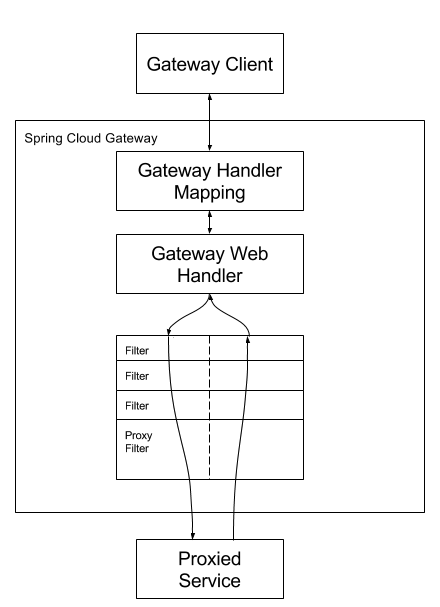 Gateway Client
Spring Cloud Gateway
Gateway Handler
Mapping
Gateway Web
Handler
Filter
Filter
Filter
Proxy
Filter
Proxied
Service